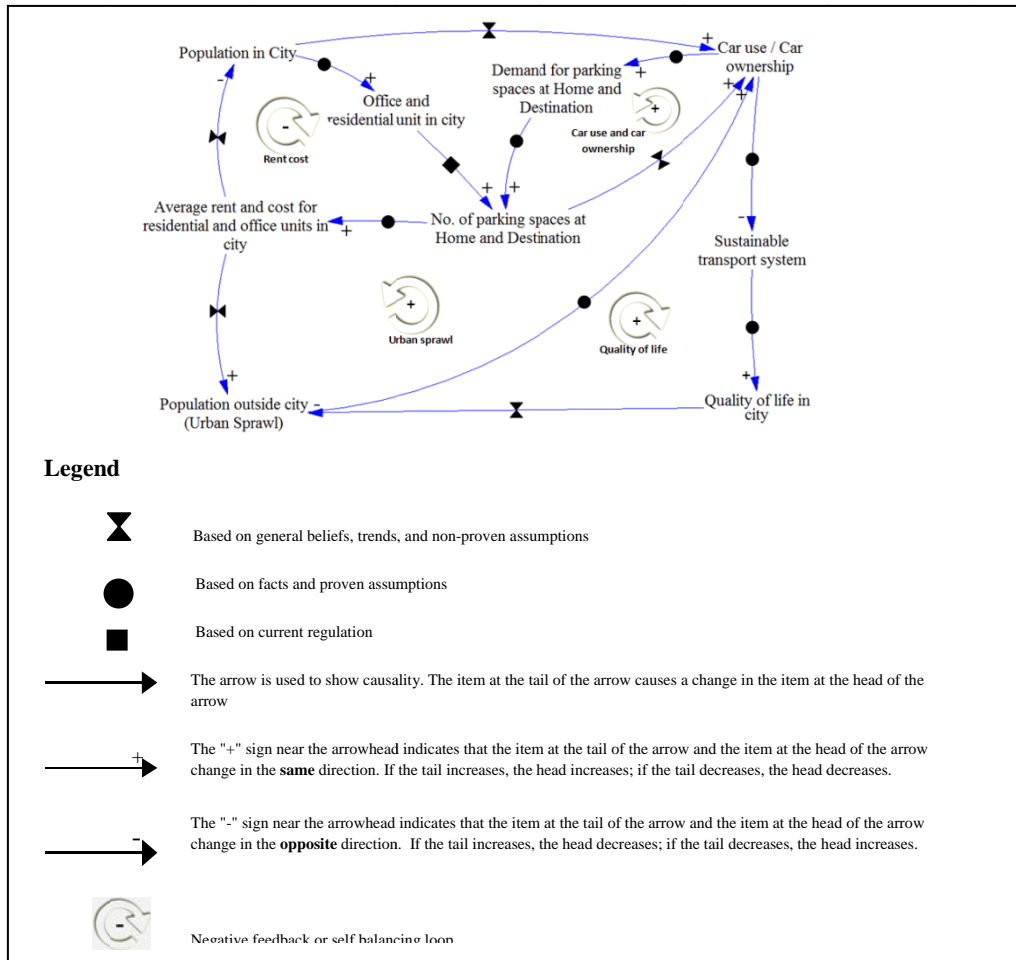 Population in City
Car use / Car
ownership
+
-
+
+
Demand for parking
spaces at Home and
Destination
Office and
residential unit in city
+
+
-
Rent cost
+
Car use and car
ownership
+
+
Average rent and cost for
residential and office units in
city
+
No. of parking spaces at
Home and Destination
-
Sustainable
transport system
+
Urban sprawl
+
Quality of life
+
+
Population outside city
(Urban Sprawl)
-
Quality of life in
city
Legend
Based on general beliefs, trends, and non-proven assumptions
Based on facts and proven assumptions
Based on current regulation
The arrow is used to show causality. The item at the tail of the arrow causes a change in the item at the head of the
arrow
+
The "+" sign near the arrowhead indicates that the item at the tail of the arrow and the item at the head of the arrow
change in the same direction. If the tail increases, the head increases; if the tail decreases, the head decreases.
-
The "-" sign near the arrowhead indicates that the item at the tail of the arrow and the item at the head of the arrow
change in the opposite direction. If the tail increases, the head decreases; if the tail decreases, the head increases.
-
Negative feedback or self balancing loop